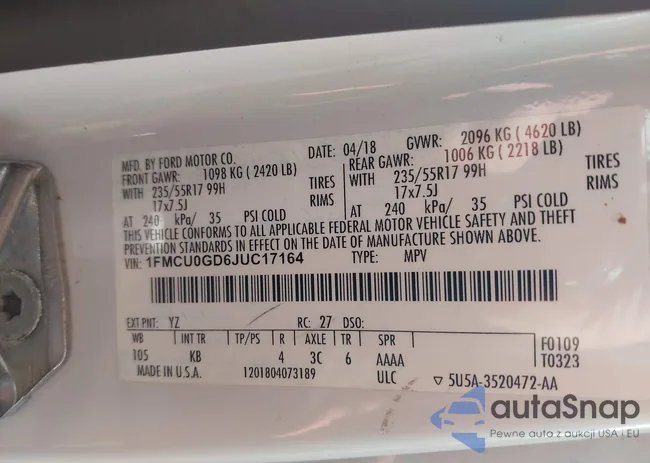 MFD. BY FORD MOTOR CO.
DATE: 04/18 GVWR: 2096 KG ( 4620 LB)
FRONT GAWR: 1098 KG ( 2420 LB) REAR GAWR: 1006 KG ( 2218 LB)
WITH 235/55R17 99H TIRES WITH 235/55R17 99H TIRES
17x7.5J RIMS 17x7.5J RIMS
AT 240 kPa/ 35 PSI COLD AT 240 kPa/ 35 PSI COLD
THIS VEHICLE CONFORMS TO ALL APPLICABLE FEDERAL MOTOR VEHICLE SAFETY AND THEFT
PREVENTION STANDARDS IN EFFECT ON THE DATE OF MANUFACTURE SHOWN ABOVE.
VIN: 1FMCU0GD6JUC17164 TYPE: MPV
EXT PNT: YZ RC: 27 DSO:
WB INT TR TP/PS R AXLE TR SPR
105 KB 4 3C 6 AAAA
F0109
T0323
MADE IN U.S.A. 1201804073189 ULC ▽ 5U5A-3520472-AA
autaSnap
Pewne auta z aukcji USA i EU